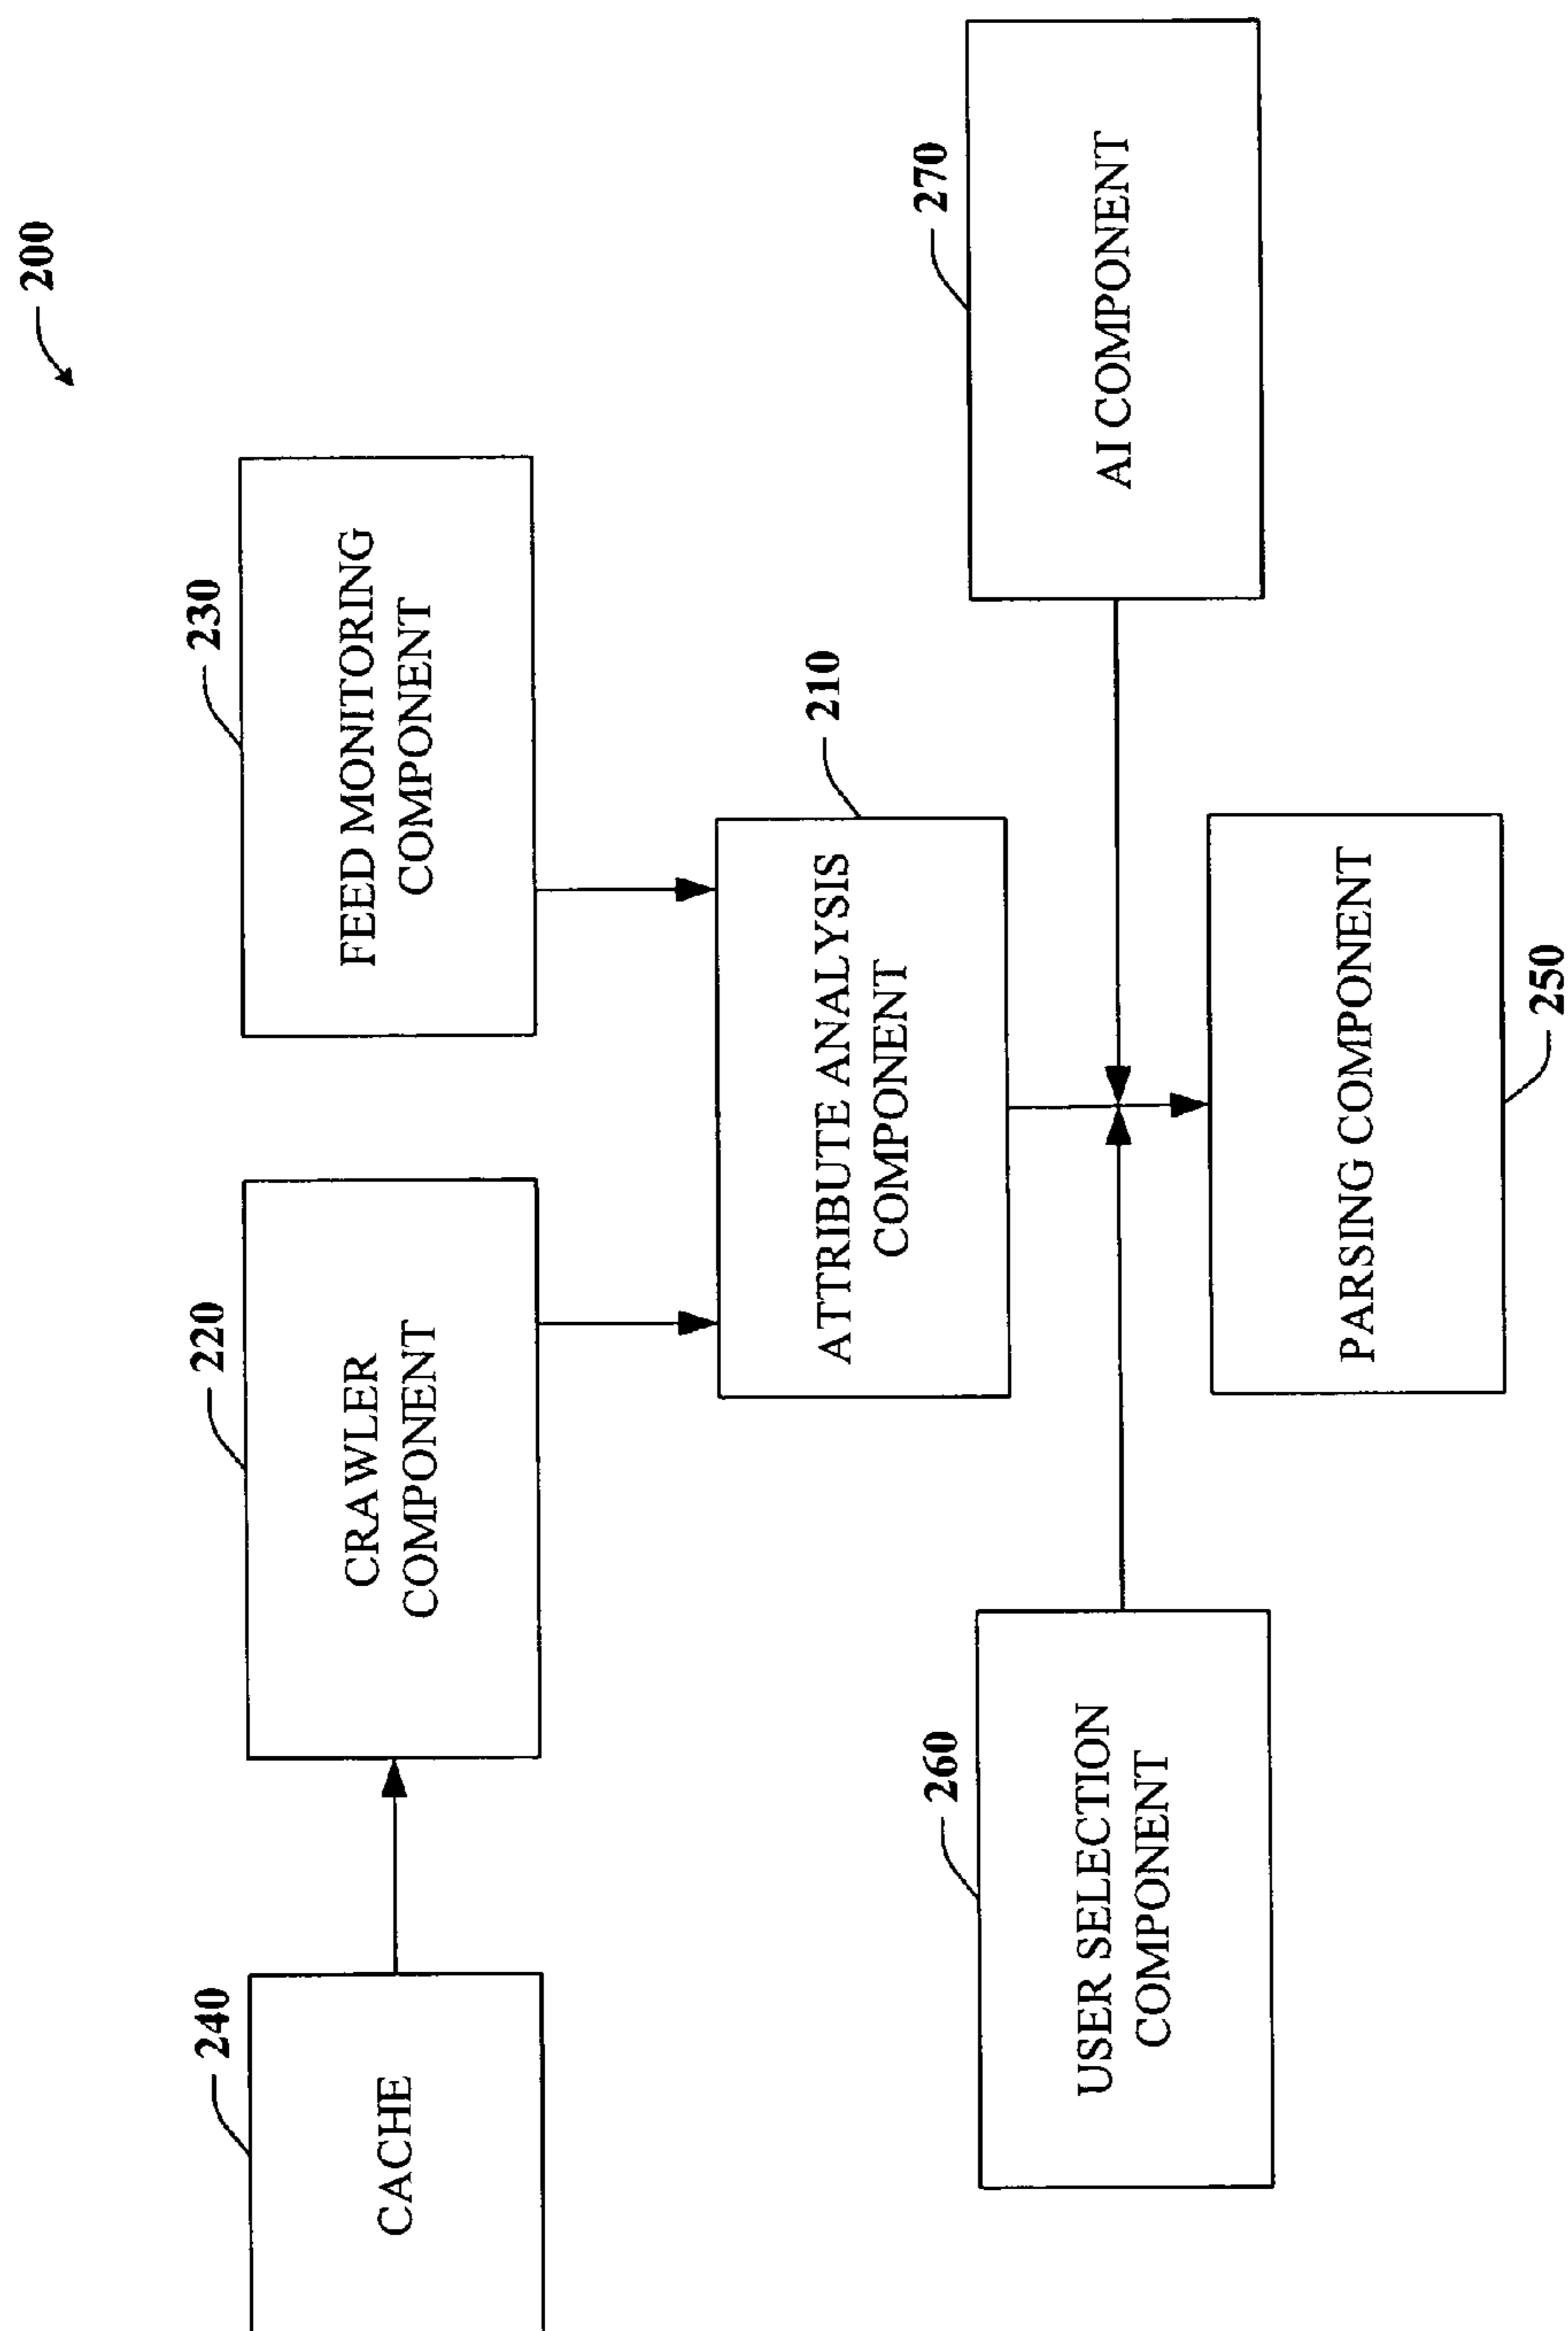 200
240
CACHE
220
CRAWLER
COMPONENT
230
FEED MONITORING
COMPONENT
210
ATTRIBUTE ANALYSIS
COMPONENT
260
USER SELECTION
COMPONENT
270
AI COMPONENT
PARSING COMPONENT
250